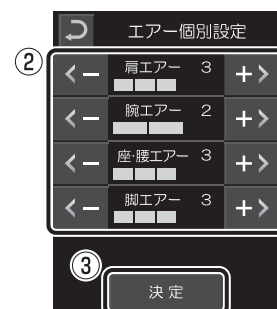 エアー個別設定
②
− 肩エアー 3 +
− 腕エアー 2 +
− 座・腰エアー 3 +
− 脚エアー 3 +
③
決定